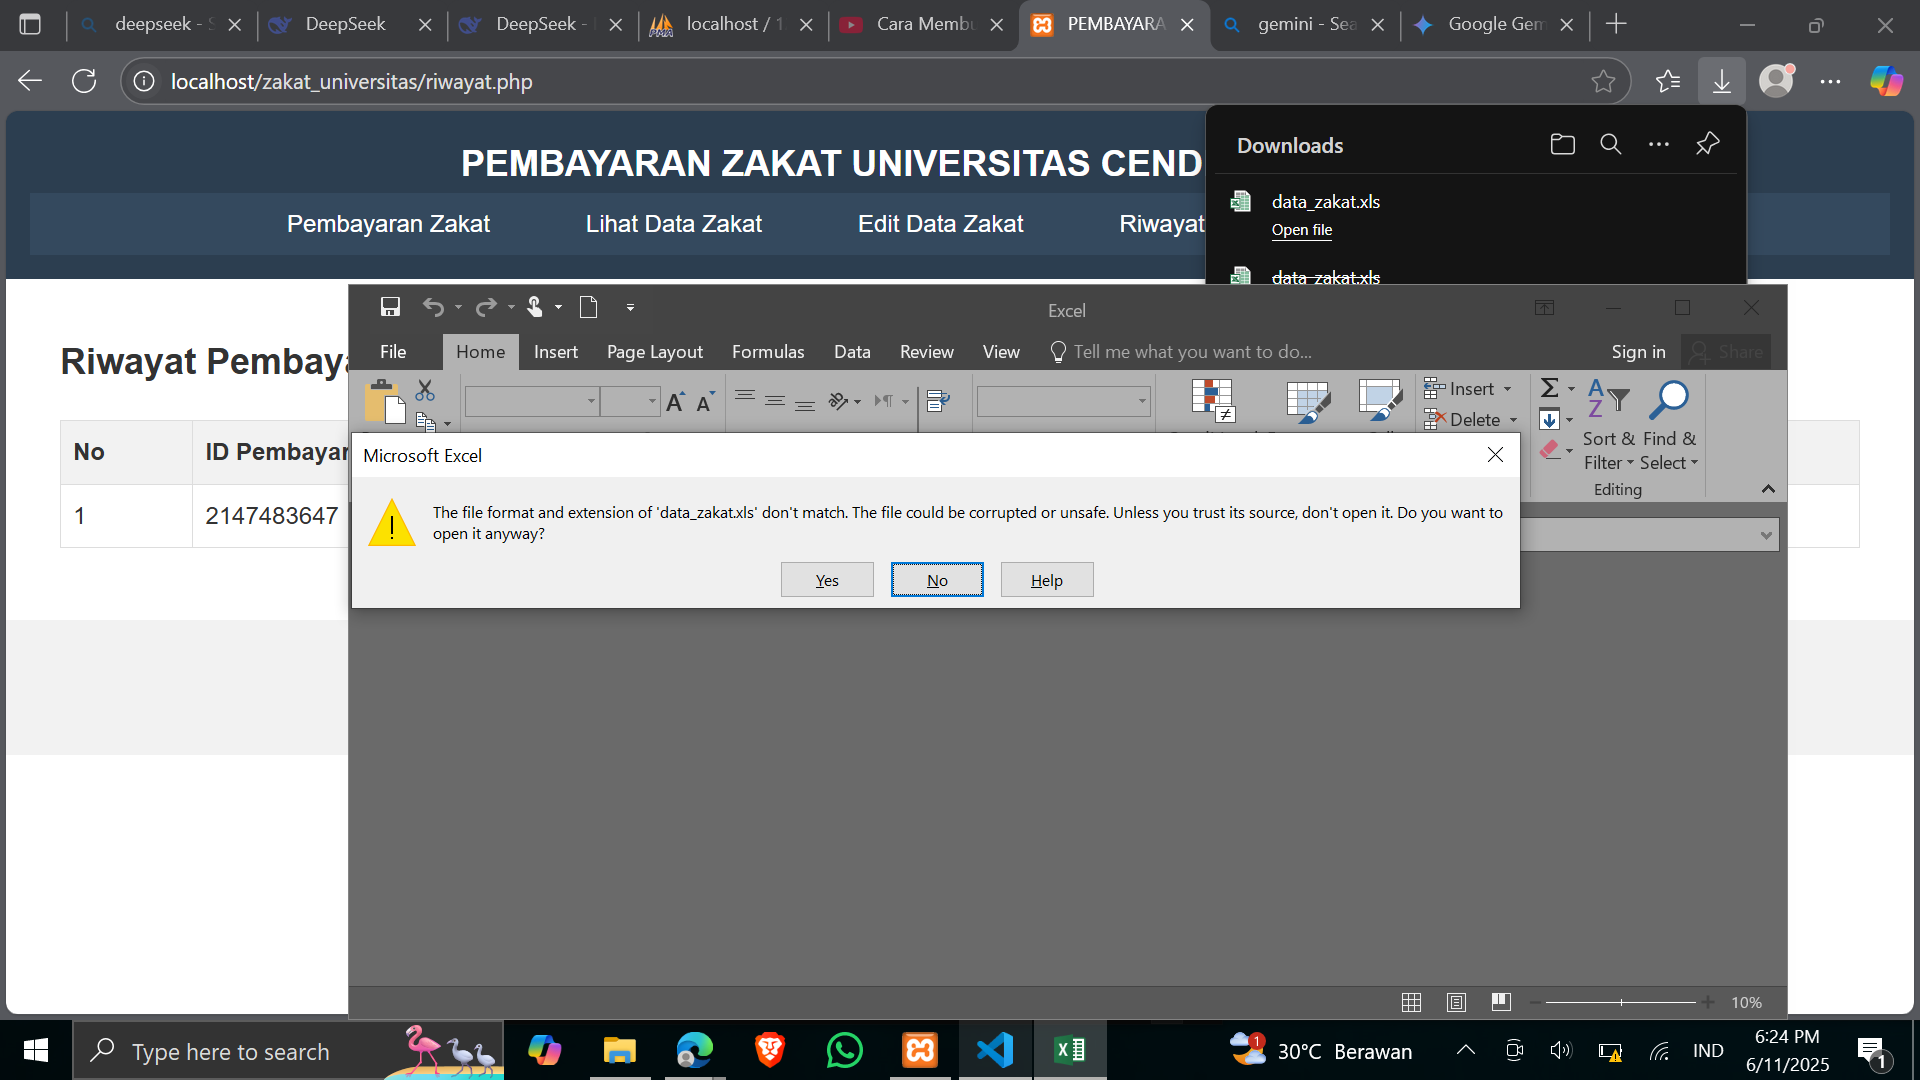 deepseek - S
DeepSeek
DeepSeek -
localhost / 1
Cara Membu
PEMBAYARA
gemini - Sea
Google Gem
localhost/zakat_universitas/riwayat.php
PEMBAYARAN ZAKAT UNIVERSITAS CEND
Pembayaran Zakat
Lihat Data Zakat
Edit Data Zakat
Riwayat
Downloads
data_zakat.xls
Open file
data_zakat.xls
Riwayat Pembaya
No
ID Pembayar
1
2147483647
Excel
File
Home
Insert
Page Layout
Formulas
Data
Review
View
Tell me what you want to do...
Sign in
Share
Insert
Delete
Sort & Filter
Find & Select
Editing
Microsoft Excel
The file format and extension of 'data_zakat.xls' don't match. The file could be corrupted or unsafe. Unless you trust its source, don't open it. Do you want to
open it anyway?
Yes
No
Help
10%
Type here to search
1
30°C Berawan
IND
6:24 PM
6/11/2025
1